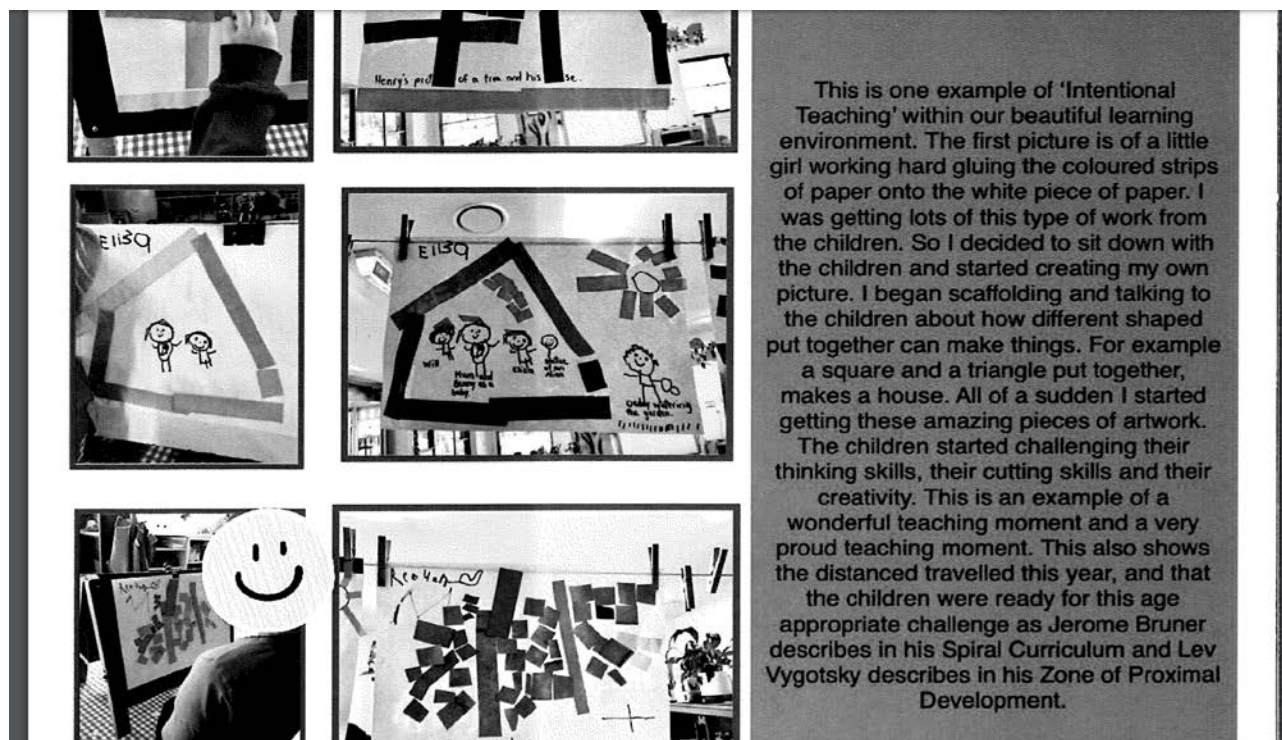 Henry's of a tree and his se.
ElI3a
ElI3a
Will
Mum and
Bunny as a
baby.
Eliza
Daddy watering
the garden.
This is one example of ‘Intentional
Teaching’ within our beautiful learning
environment. The first picture is of a little
girl working hard gluing the coloured strips
of paper onto the white piece of paper. I
was getting lots of this type of work from
the children. So I decided to sit down with
the children and started creating my own
picture. I began scaffolding and talking to
the children about how different shaped
put together can make things. For example
a square and a triangle put together,
makes a house. All of a sudden I started
getting these amazing pieces of artwork.
The children started challenging their
thinking skills, their cutting skills and their
creativity. This is an example of a
wonderful teaching moment and a very
proud teaching moment. This also shows
the distanced travelled this year, and that
the children were ready for this age
appropriate challenge as Jerome Bruner
describes in his Spiral Curriculum and Lev
Vygotsky describes in his Zone of Proximal
Development.